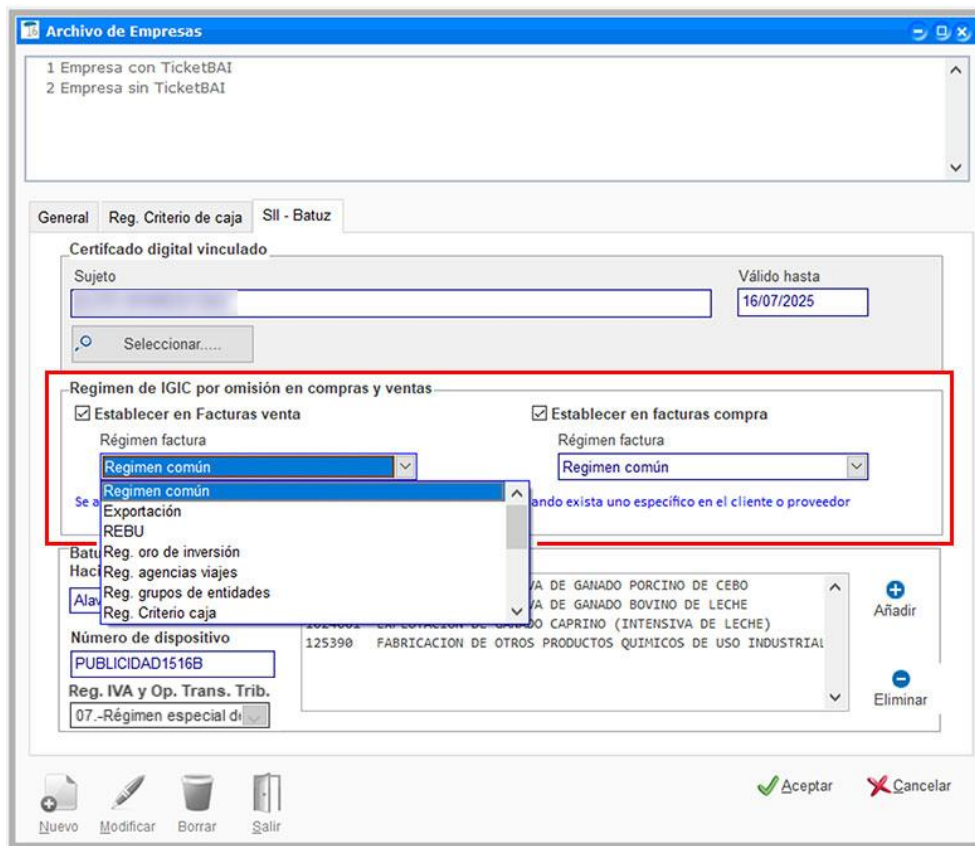 Archivo de Empresas
1 Empresa con TicketBAI
2 Empresa sin TicketBAI
General Reg. Criterio de caja SII - Batuz
Certifcado digital vinculado
Sujeto Válido hasta
16/07/2025
Seleccionar.....
Regimen de IGIC por omisión en compras y ventas
Establecer en Facturas venta Establecer en facturas compra
Régimen factura Régimen factura
Regimen común Regimen común
Regimen común
Se a ando exista uno específico en el cliente o proveedor
Exportación
REBU
Reg. oro de inversión
Reg. agencias viajes
Reg. grupos de entidades
Reg. Criterio caja
Batu
Haci VA DE GANADO PORCINO DE CEBO
Alav VA DE GANADO BOVINO DE LECHE
GANADO CAPRINO (INTENSIVA DE LECHE)
Añadir
Número de dispositivo
125390 FABRICACION DE OTROS PRODUCTOS QUIMICOS DE USO INDUSTRIAL
PUBLICIDAD1516B
Reg. IVA y Op. Trans. Trib.
07.-Régimen especial d
Eliminar
Nuevo Modificar Borrar Salir
Aceptar Cancelar